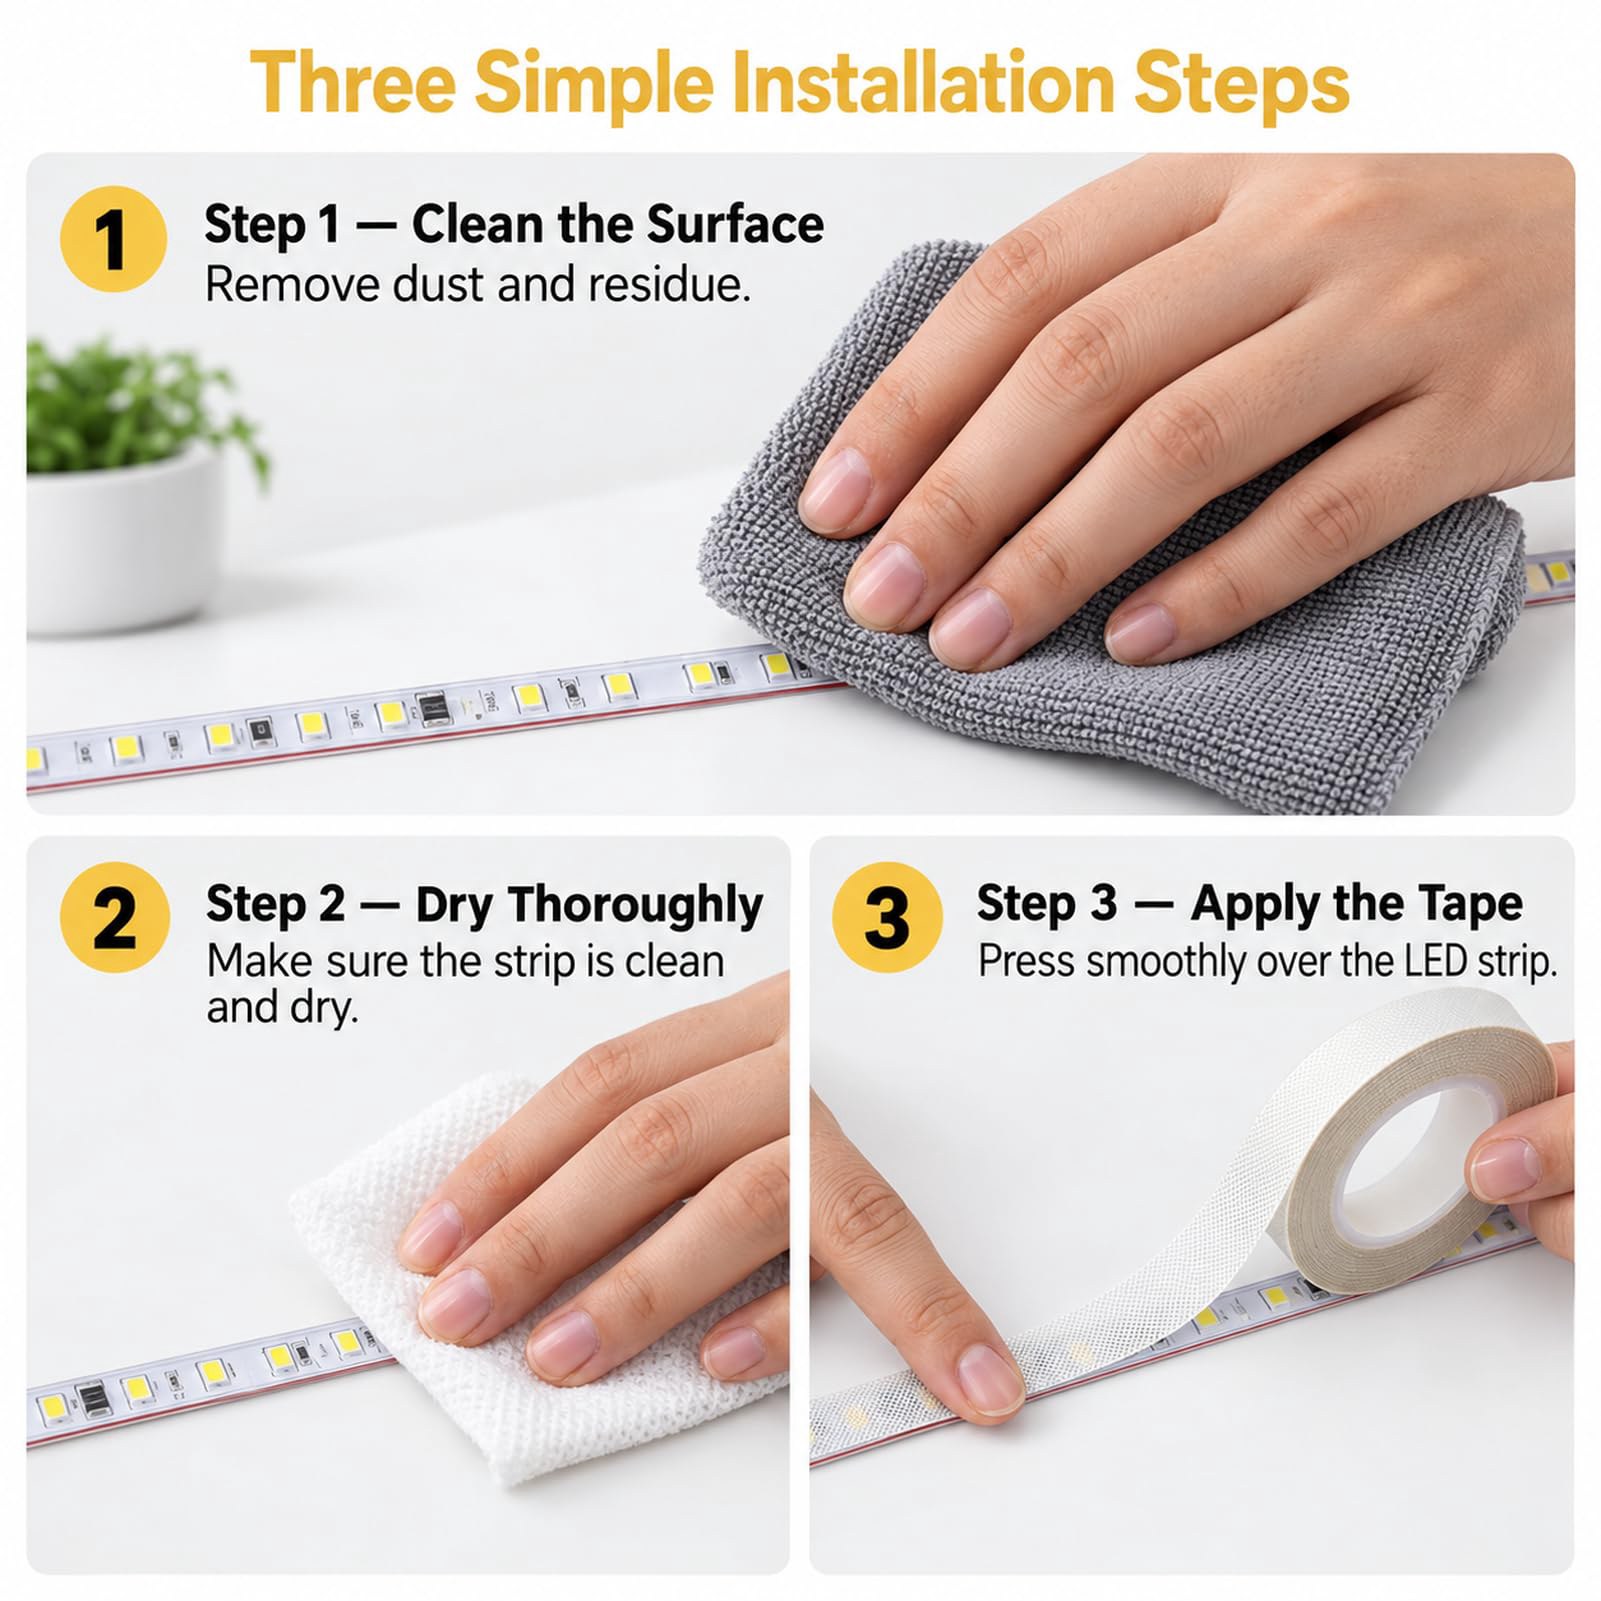 Three Simple Installation Steps
1
Step 1 — Clean the Surface
Remove dust and residue.
2
Step 2 — Dry Thoroughly
Make sure the strip is clean
and dry.
3
Step 3 — Apply the Tape
Press smoothly over the LED strip.